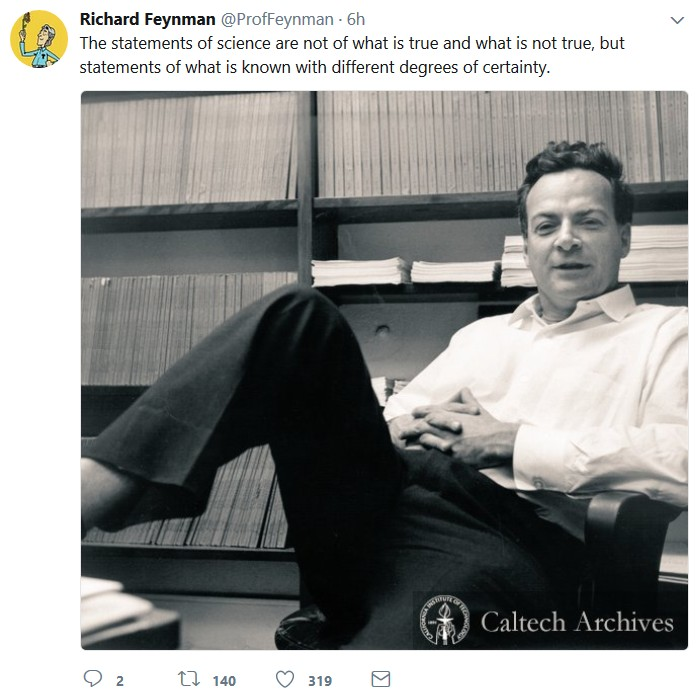 Richard Feynman @ProfFeynman · 6h
The statements of science are not of what is true and what is not true, but
statements of what is known with different degrees of certainty.
Caltech Archives
2 140 319